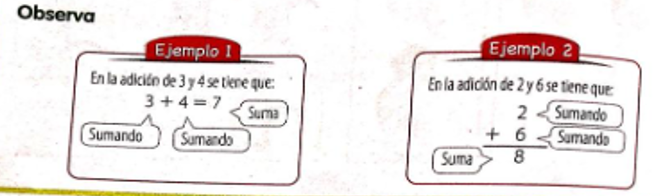 Observa
Ejemplo 1
En la adición de 3 y 4 se tiene que:
3 + 4 = 7
Suma
Sumando
Sumando
Ejemplo 2
En la adición de 2 y 6 se tiene que:
2 Sumando
+ 6 Sumando
Suma 8